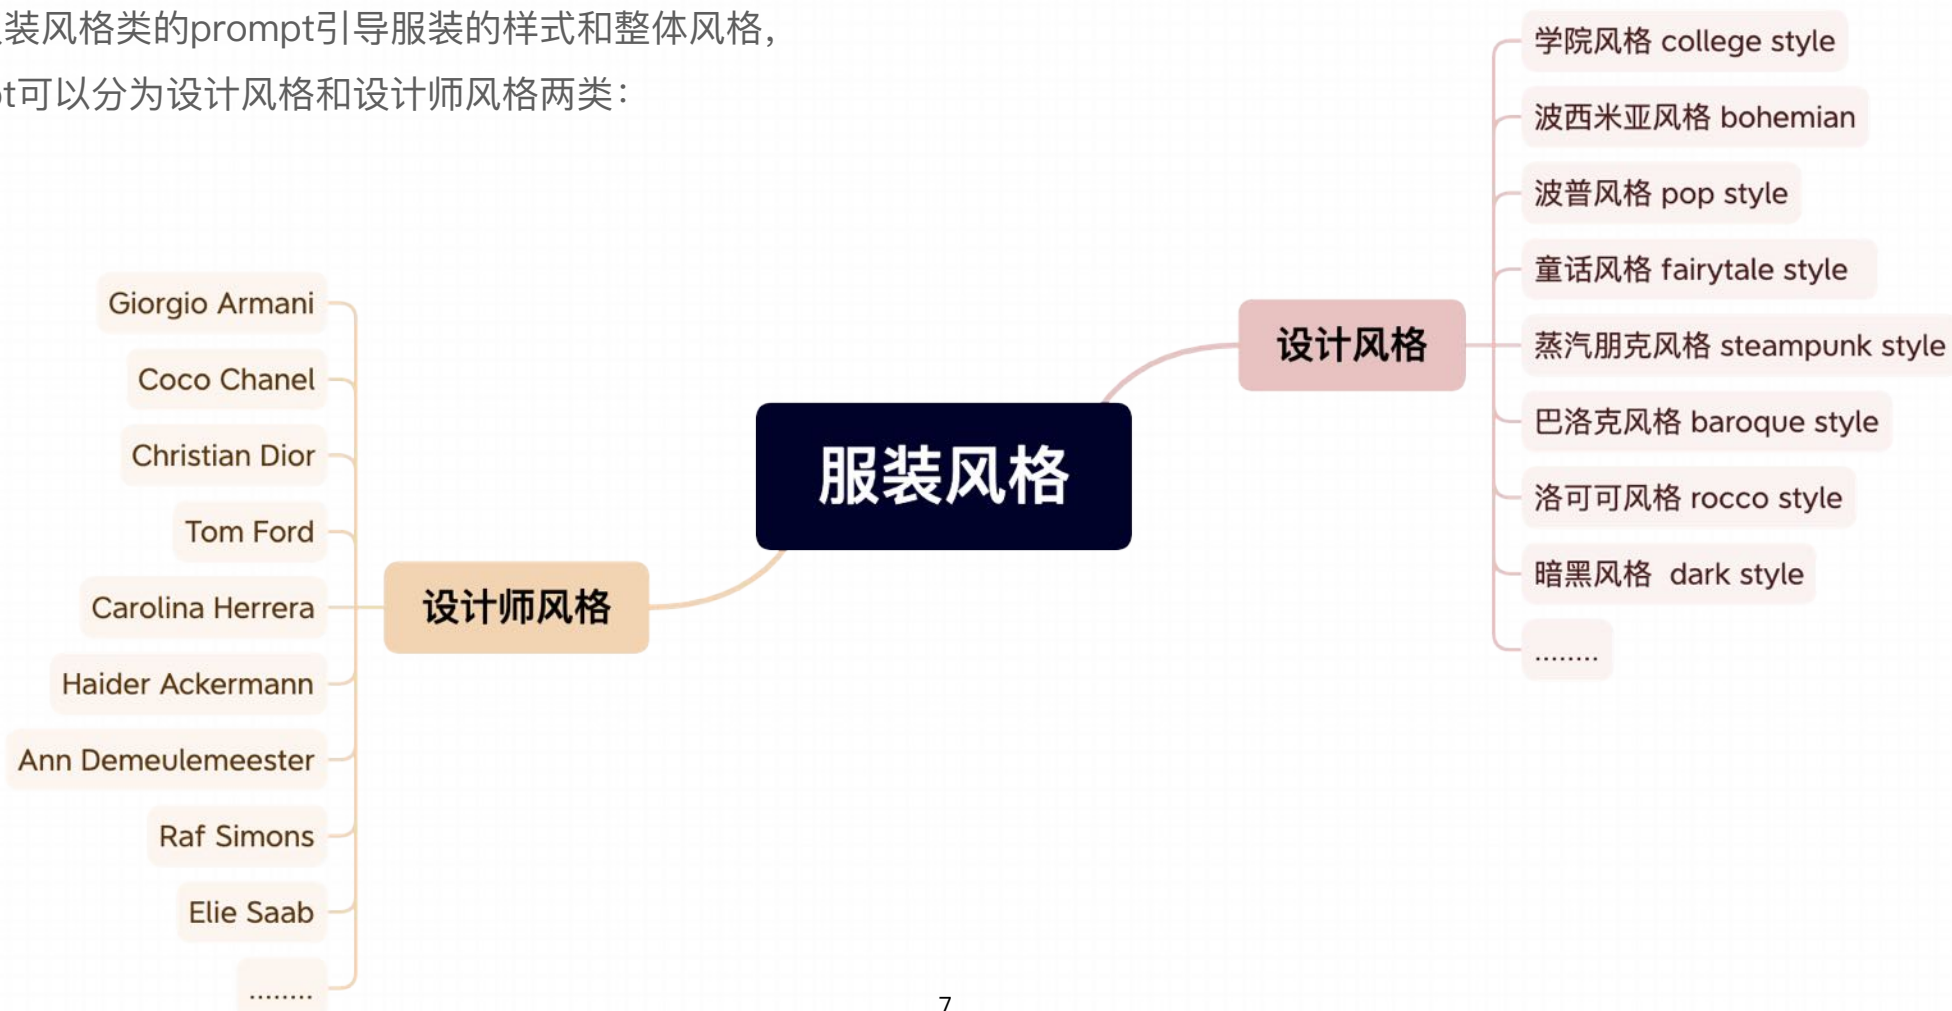 装风格类的prompt引导服装的样式和整体风格，
t可以分为设计风格和设计师风格两类：
服装风格
设计风格
学院风格 college style
波西米亚风格 bohemian
波普风格 pop style
童话风格 fairytale style
蒸汽朋克风格 steampunk style
巴洛克风格 baroque style
洛可可风格 rocco style
暗黑风格 dark style
........
设计师风格
Giorgio Armani
Coco Chanel
Christian Dior
Tom Ford
Carolina Herrera
Haider Ackermann
Ann Demeulemeester
Raf Simons
Elie Saab
........
7